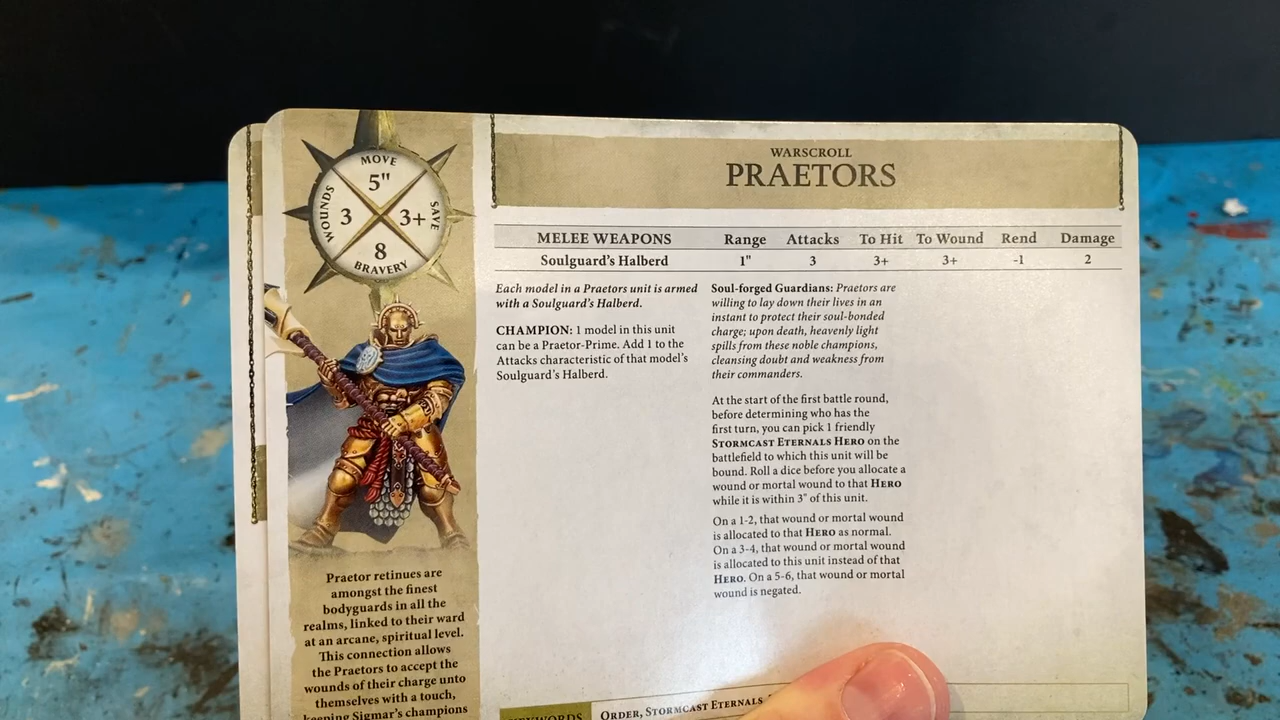 MOVE
5"
WOUNDS
3
3+
SAVE
8
BRAVERY
WARSCROLL
PRAETORS
MELEE WEAPONS Range Attacks To Hit To Wound Rend Damage
Soulguard's Halberd 1" 3 3+ 3+ -1 2
Each model in a Praetors unit is armed
with a Soulguard's Halberd.
CHAMPION: 1 model in this unit
can be a Praetor-Prime. Add 1 to the
Attacks characteristic of that model's
Soulguard's Halberd.
Soul-forged Guardians: Praetors are
willing to lay down their lives in an
instant to protect their soul-bonded
charge; upon death, heavenly light
spills from these noble champions,
cleansing doubt and weakness from
their commanders.
At the start of the first battle round,
before determining who has the
first turn, you can pick 1 friendly
STORMCAST ETERNALS HERO on the
battlefield to which this unit will be
bound. Roll a dice before you allocate a
wound or mortal wound to that HERO
while it is within 3" of this unit.
On a 1-2, that wound or mortal wound
is allocated to that HERO as normal.
On a 3-4, that wound or mortal wound
is allocated to this unit instead of that
HERO. On a 5-6, that wound or mortal
wound is negated.
Praetor retinues are
amongst the finest
bodyguards in all the
realms, linked to their ward
at an arcane, spiritual level.
This connection allows
the Praetors to accept the
wounds of their charge unto
themselves with a touch,
keeping Sigmar's champions
KEYWORDS ORDER, STORMCAST ETERNALS